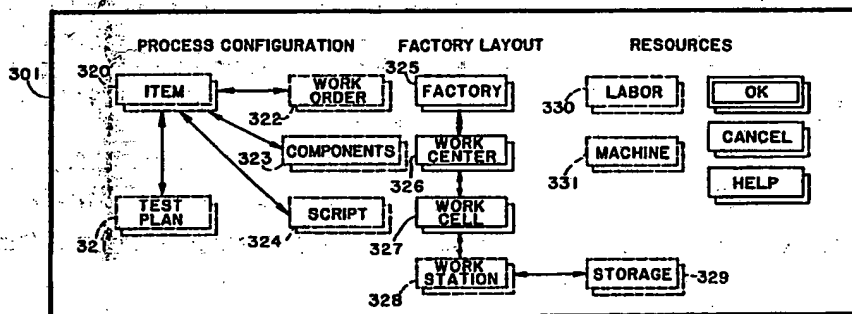 PROCESS CONFIGURATION FACTORY LAYOUT RESOURCES
301
320
ITEM
WORK ORDER
322
325
FACTORY
330
LABOR
OK
COMPONENTS
323
WORK CENTER
326
MACHINE
331
CANCEL
HELP
TEST PLAN
32
SCRIPT
324
WORK CELL
327
WORK STATION
328
STORAGE
329